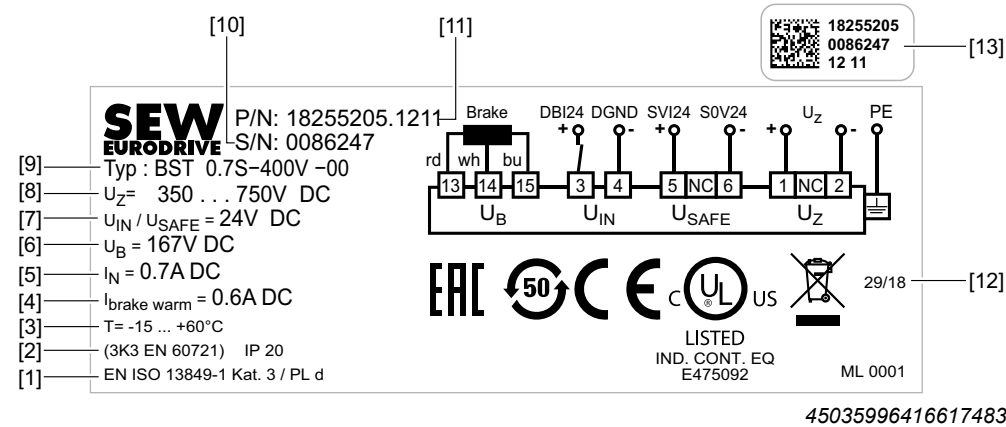 [10]
[11]
18255205
0086247
12 11
[13]
SEW
EURODRIVE
P/N: 18255205.1211
S/N: 0086247
Brake
DBI24 DGND SVI24 S0V24 UZ PE
+ - + - + -
rd wh bu
13 14 15 3 4 5 NC 6 1 NC 2
UB UIN USAFE UZ
[9] Typ : BST 0.7S–400V –00
[8] UZ= 350 . . . 750V DC
[7] UIN / USAFE = 24V DC
[6] UB = 167V DC
[5] IN = 0.7A DC
[4] Ibrake warm = 0.6A DC
[3] T= -15 ... +60°C
[2] (3K3 EN 60721) IP 20
[1] EN ISO 13849-1 Kat. 3 / PL d
EAC 50 CE C UL ® US
29/18 [12]
LISTED
IND. CONT. EQ
E475092
ML 0001
45035996416617483